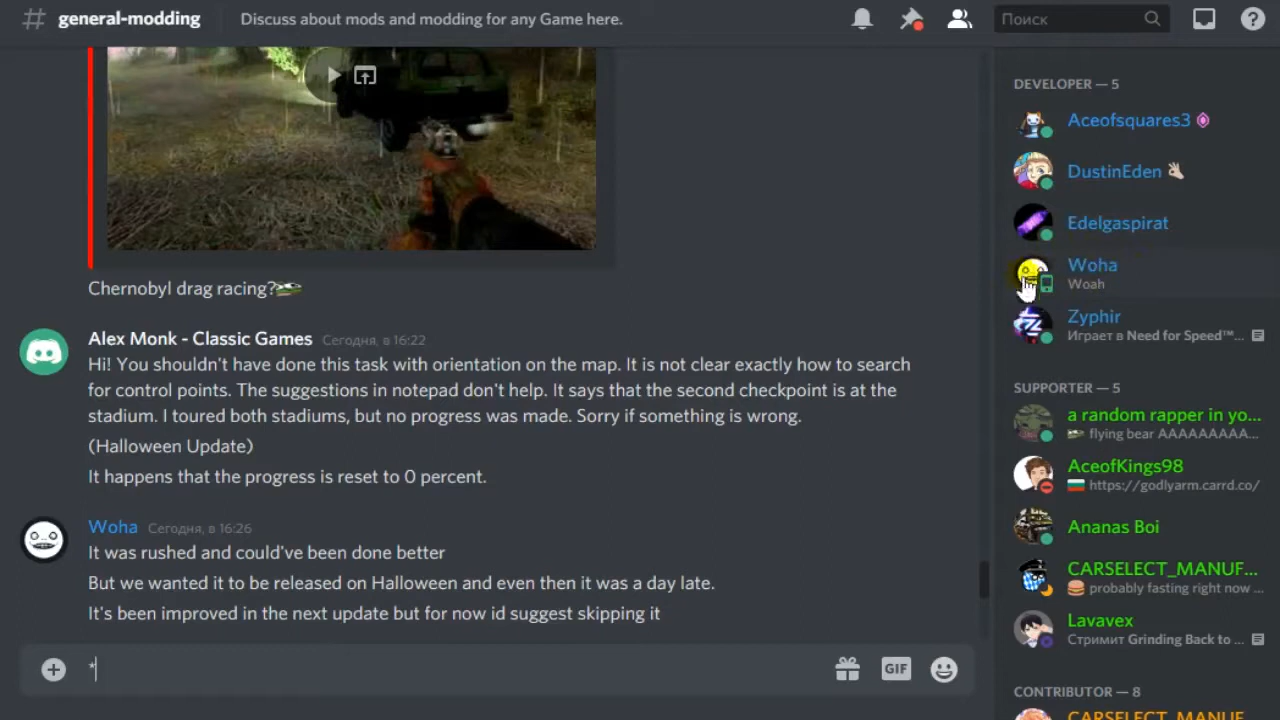 general-modding
Discuss about mods and modding for any Game here.
Поиск
Chernobyl drag racing?
Alex Monk - Classic Games Сегодня, в 16:22
Hi! You shouldn't have done this task with orientation on the map. It is not clear exactly how to search
for control points. The suggestions in notepad don't help. It says that the second checkpoint is at the
stadium. I toured both stadiums, but no progress was made. Sorry if something is wrong.
(Halloween Update)
It happens that the progress is reset to 0 percent.
Woha Сегодня, в 16:26
It was rushed and could've been done better
But we wanted it to be released on Halloween and even then it was a day late.
It's been improved in the next update but for now id suggest skipping it
*
GIF
DEVELOPER — 5
Aceofsquares3
DustinEden
Edelgaspirat
Woha
Woah
Zyphir
Играет в Need for Speed™...
SUPPORTER — 5
a random rapper in yo...
flying bear AAAAAAAAA...
AceofKings98
https://godlyarm.carrd.co/
Ananas Boi
CARSELECT_MANUF...
probably fasting right now ...
Lavavex
Стримит Grinding Back to ...
CONTRIBUTOR — 8
CARSELECT_MANUF